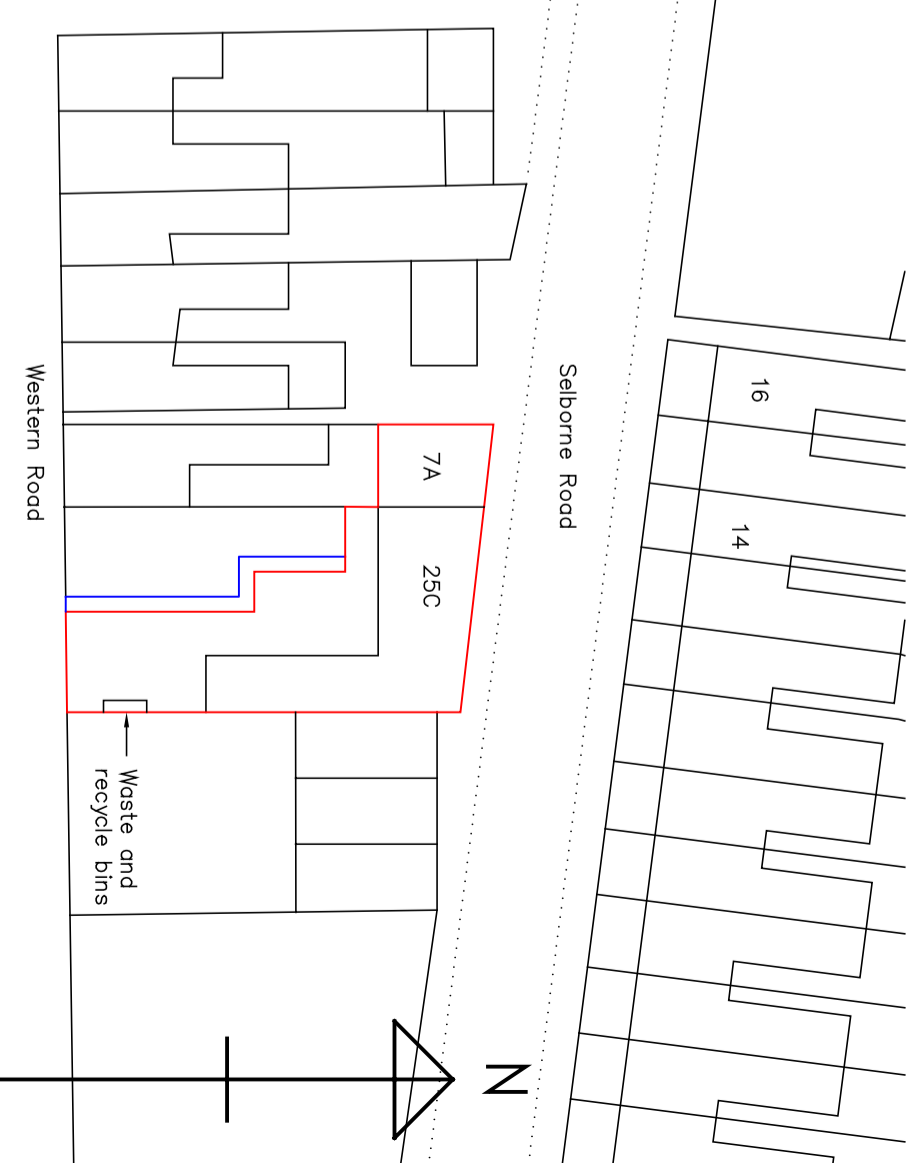 16
14
Selborne Road
7A
25C
Western Road
Waste and
recycle bins
N